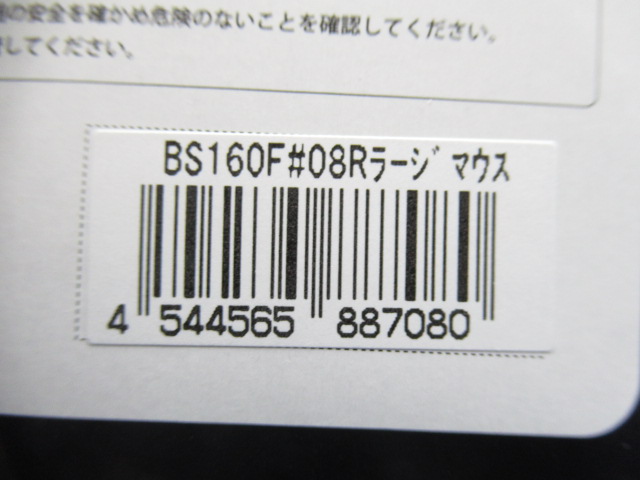 の安全を確かめ危険のないことを確認してください。
してください。
BS160F#08Rﾗｰｼﾞ ﾏｳｽ
4 544565 887080